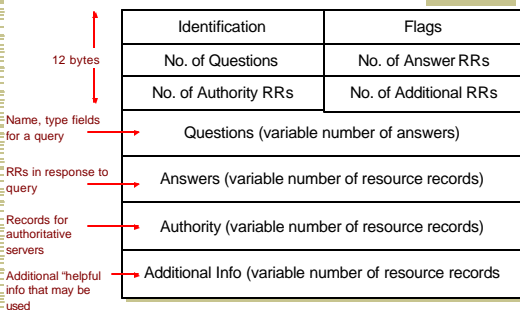 Identification
Flags
12 bytes
No. of Questions
No. of Answer RRs
No. of Authority RRs
No. of Additional RRs
Name, type fields
for a query
Questions (variable number of answers)
RRs in response to
query
Answers (variable number of resource records)
Records for
authoritative
servers
Authority (variable number of resource records)
Additional “helpful
info that may be
used
Additional Info (variable number of resource records